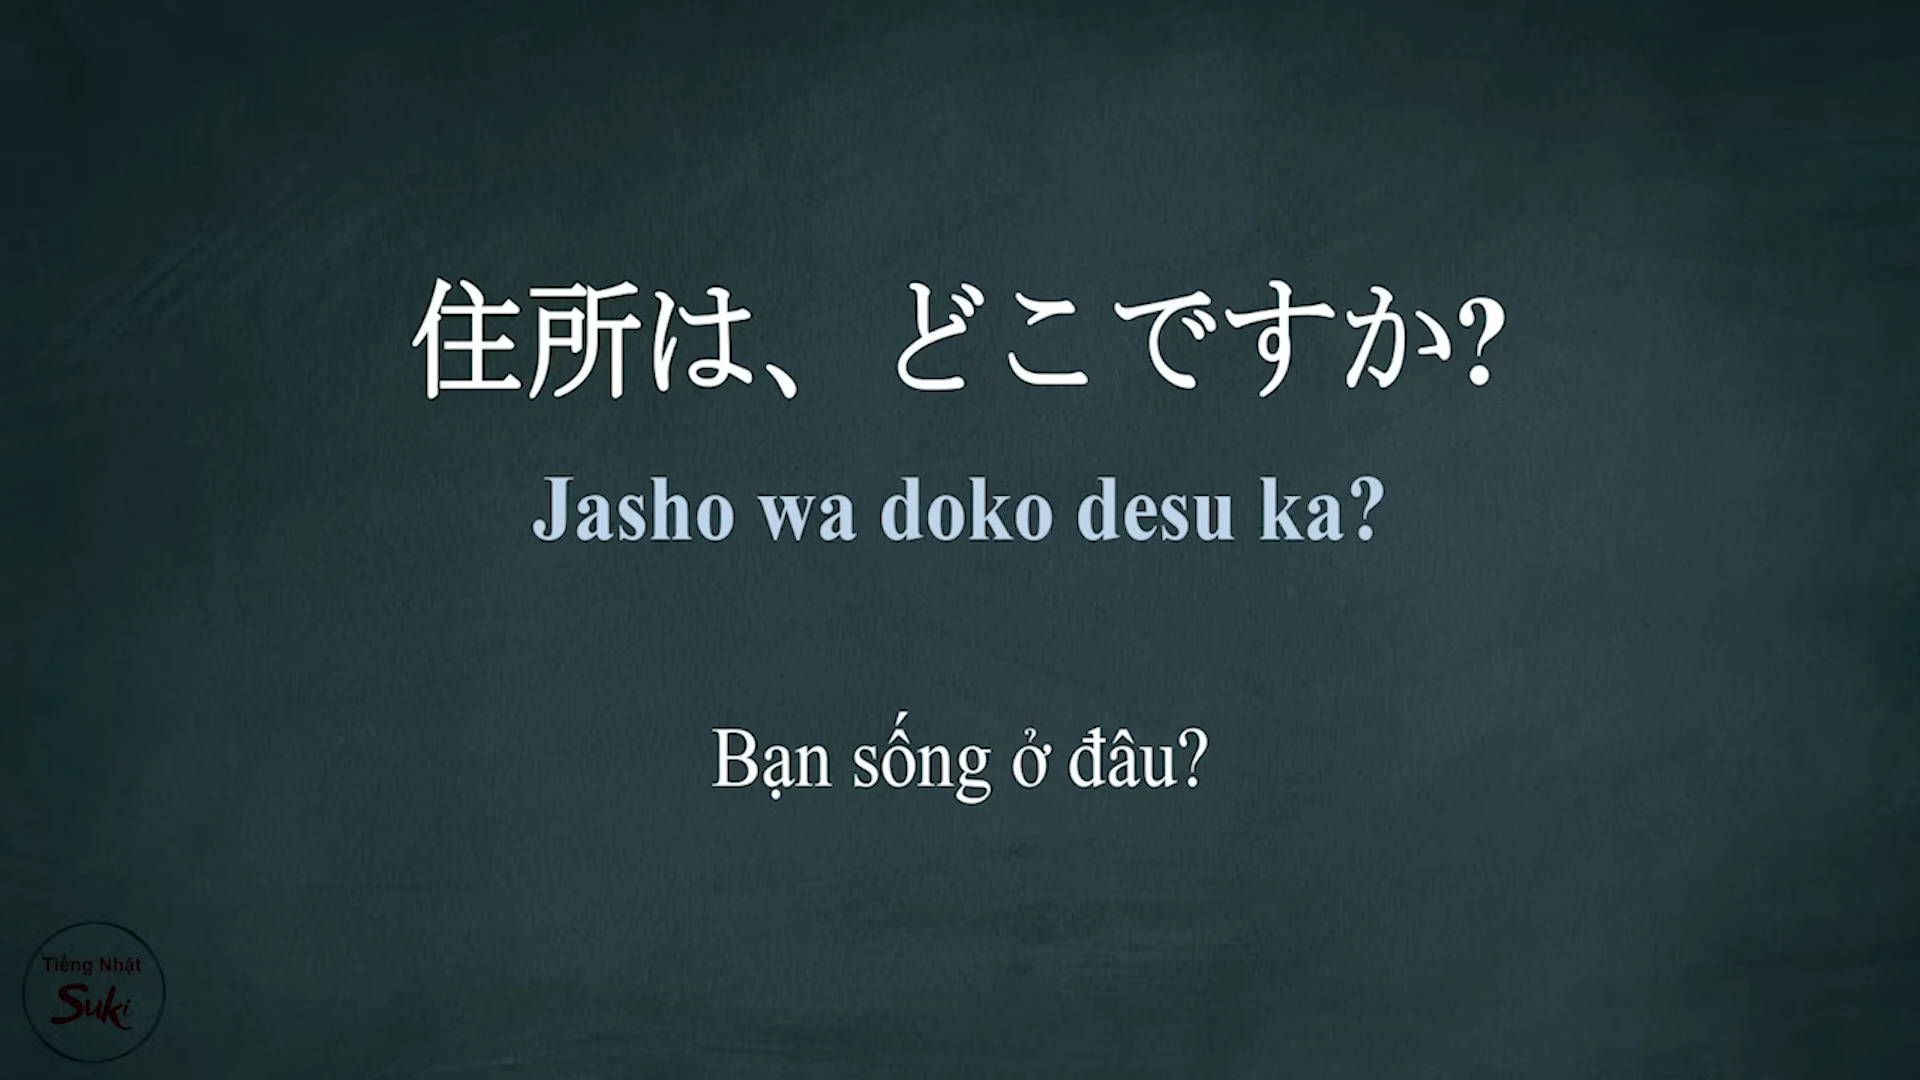 住所は、どこですか?
Jasho wa doko desu ka?
Bạn sống ở đâu?
Tiếng Nhật
Suki